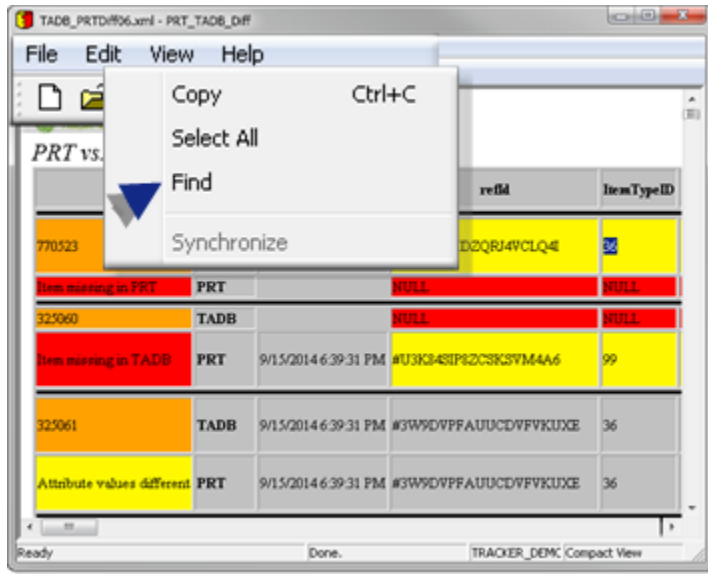 TADB_PRTDiff06.xml - PRT_TADB_Diff
File Edit View Help
Copy Ctrl+C
Select All
Find
Synchronize
PRT vs.
refId ItemTypeID
770523 DZQRJ4VCLQ4I 36
Item missing in PRT PRT NULL NULL
325060 TADB NULL NULL
Item missing in TADB PRT 9/15/2014 6:39:31 PM #U3K84SIP8ZCSKSVM4A6 99
325061 TADB 9/15/2014 6:39:31 PM #3W9DVPFAUUCDVFVKUXE 36
Attribute values different PRT 9/15/2014 6:39:31 PM #3W9DVPFAUUCDVFVKUXE 36
Ready Done. TRACKER_DEMC Compact View